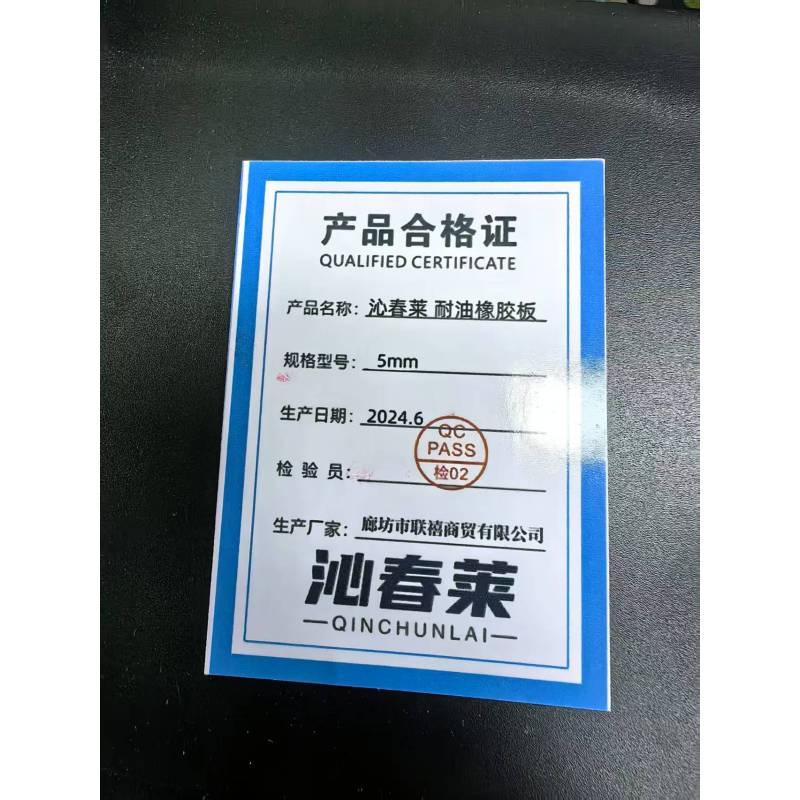 产品合格证
QUALIFIED CERTIFICATE
产品名称：沁春莱 耐油橡胶板
规格型号：5mm
生产日期：2024.6
QC
PASS
检验员：
检02
生产厂家：廊坊市联禧商贸有限公司
沁春莱
QINCHUNLAI